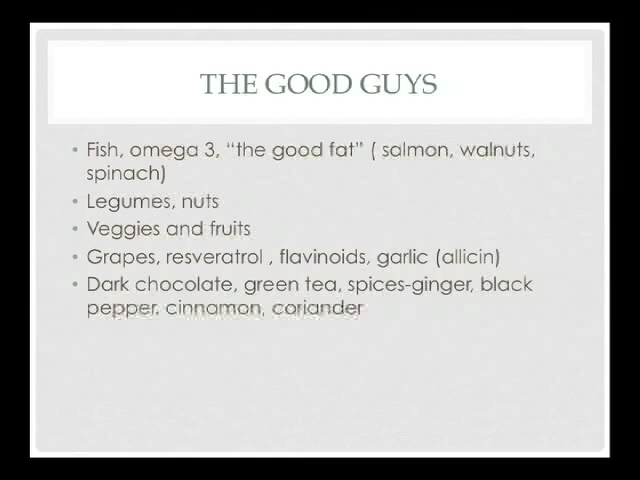 THE GOOD GUYS
• Fish, omega 3, “the good fat” ( salmon, walnuts,
spinach)
• Legumes, nuts
• Veggies and fruits
• Grapes, resveratrol , flavinoids, garlic (allicin)
• Dark chocolate, green tea, spices-ginger, black
pepper, cinnamon, coriander